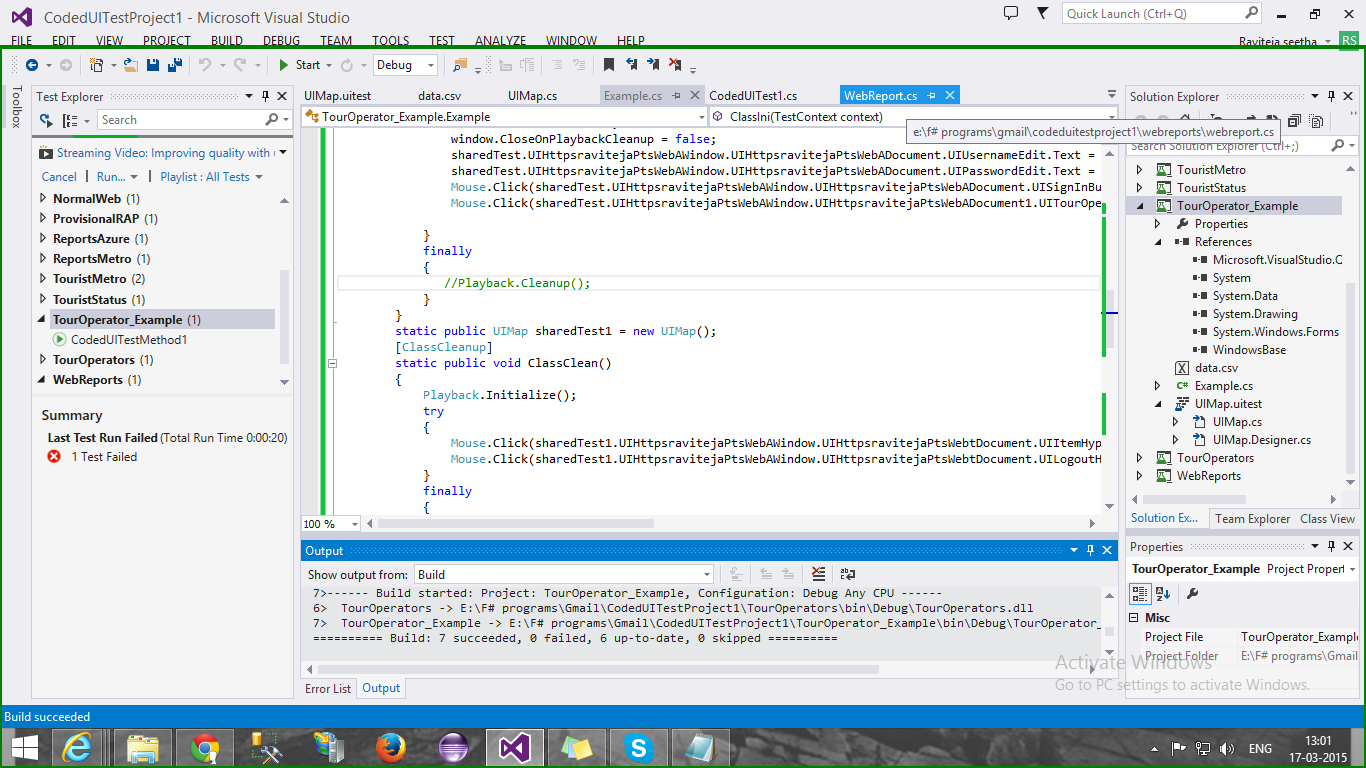 CodedUITestProject1 - Microsoft Visual Studio
Quick Launch (Ctrl+Q)
FILE EDIT VIEW PROJECT BUILD DEBUG TEAM TOOLS TEST ANALYZE WINDOW HELP
Raviteja seetha
RS
Start
Debug
Toolbox
Test Explorer
Search
Streaming Video: Improving quality with
Cancel | Run... | Playlist : All Tests
NormalWeb (1)
ProvisionalRAP (1)
ReportsAzure (1)
ReportsMetro (1)
TouristMetro (2)
TouristStatus (1)
TourOperator_Example (1)
CodedUITestMethod1
TourOperators (1)
WebReports (1)
Summary
Last Test Run Failed (Total Run Time 0:00:20)
1 Test Failed
UIMap.uitest data.csv UIMap.cs Example.cs CodedUITest1.cs WebReport.cs
TourOperator_Example.Example
ClassIni(TestContext context)
e:\f# programs\gmail\codeduitestproject1\webreports\webreport.cs
window.CloseOnPlaybackCleanup = false;
sharedTest.UIHttpsravitejaPtsWebAWindow.UIHttpsravitejaPtsWebADocument.UIUsernameEdit.Text =
sharedTest.UIHttpsravitejaPtsWebAWindow.UIHttpsravitejaPtsWebADocument.UIPasswordEdit.Text =
Mouse.Click(sharedTest.UIHttpsravitejaPtsWebAWindow.UIHttpsravitejaPtsWebADocument.UISignInBu
Mouse.Click(sharedTest.UIHttpsravitejaPtsWebAWindow.UIHttpsravitejaPtsWebADocument1.UITourOpe
}
finally
{
//Playback.Cleanup();
}
}
static public UIMap sharedTest1 = new UIMap();
[ClassCleanup]
static public void ClassClean()
{
Playback.Initialize();
try
{
Mouse.Click(sharedTest1.UIHttpsravitejaPtsWebAWindow.UIHttpsravitejaPtsWebtDocument.UIItemHyp
Mouse.Click(sharedTest1.UIHttpsravitejaPtsWebAWindow.UIHttpsravitejaPtsWebtDocument.UILogoutH
}
finally
{
100 %
Output
Show output from: Build
7>------ Build started: Project: TourOperator_Example, Configuration: Debug Any CPU ------
6>  TourOperators -> E:\F# programs\Gmail\CodedUITestProject1\TourOperators\bin\Debug\TourOperators.dll
7>  TourOperator_Example -> E:\F# programs\Gmail\CodedUITestProject1\TourOperator_Example\bin\Debug\TourOperator_
========== Build: 7 succeeded, 0 failed, 6 up-to-date, 0 skipped ==========
Error List Output
Solution Explorer
Search Solution Explorer (Ctrl+;)
TouristMetro
TouristStatus
TourOperator_Example
Properties
References
Microsoft.VisualStudio.Q
System
System.Data
System.Drawing
System.Windows.Forms
WindowsBase
data.csv
Example.cs
UIMap.uitest
UIMap.cs
UIMap.Designer.cs
TourOperators
WebReports
Solution Ex... Team Explorer Class View
Properties
TourOperator_Example Project Propert
Misc
Project File TourOperator_Example
Project Folder E:\F# programs\Gmail
Activate Windows
Go to PC settings to activate Windows.
Build succeeded
ENG
13:01
17-03-2015